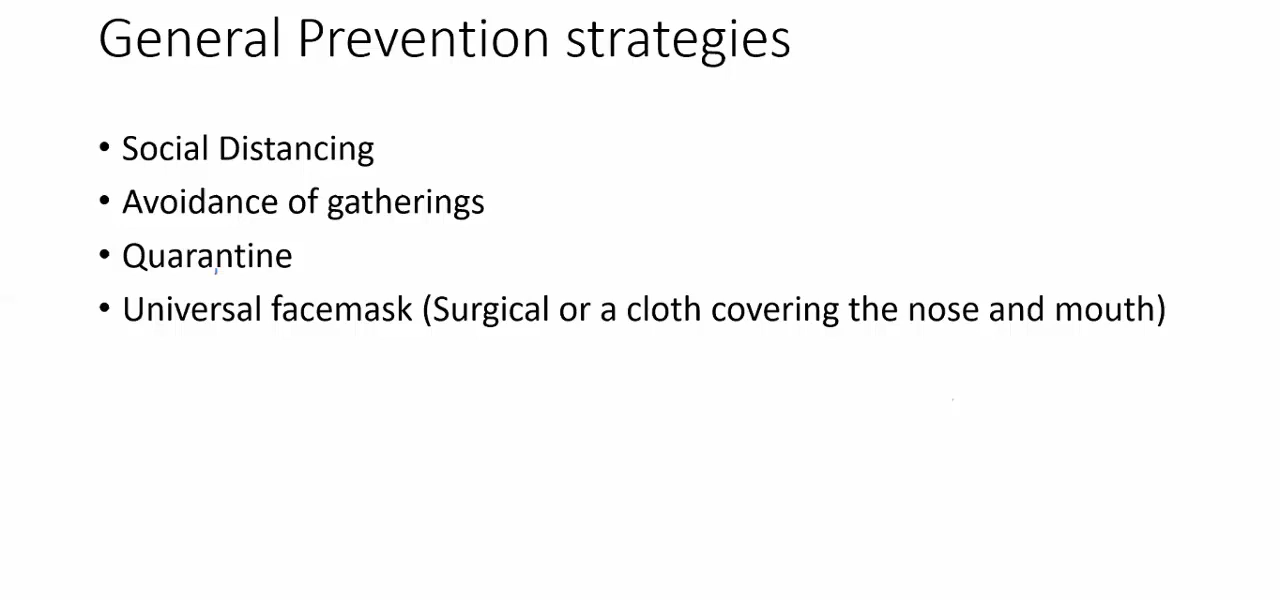 General Prevention strategies
• Social Distancing
• Avoidance of gatherings
• Quarantine
• Universal facemask (Surgical or a cloth covering the nose and mouth)